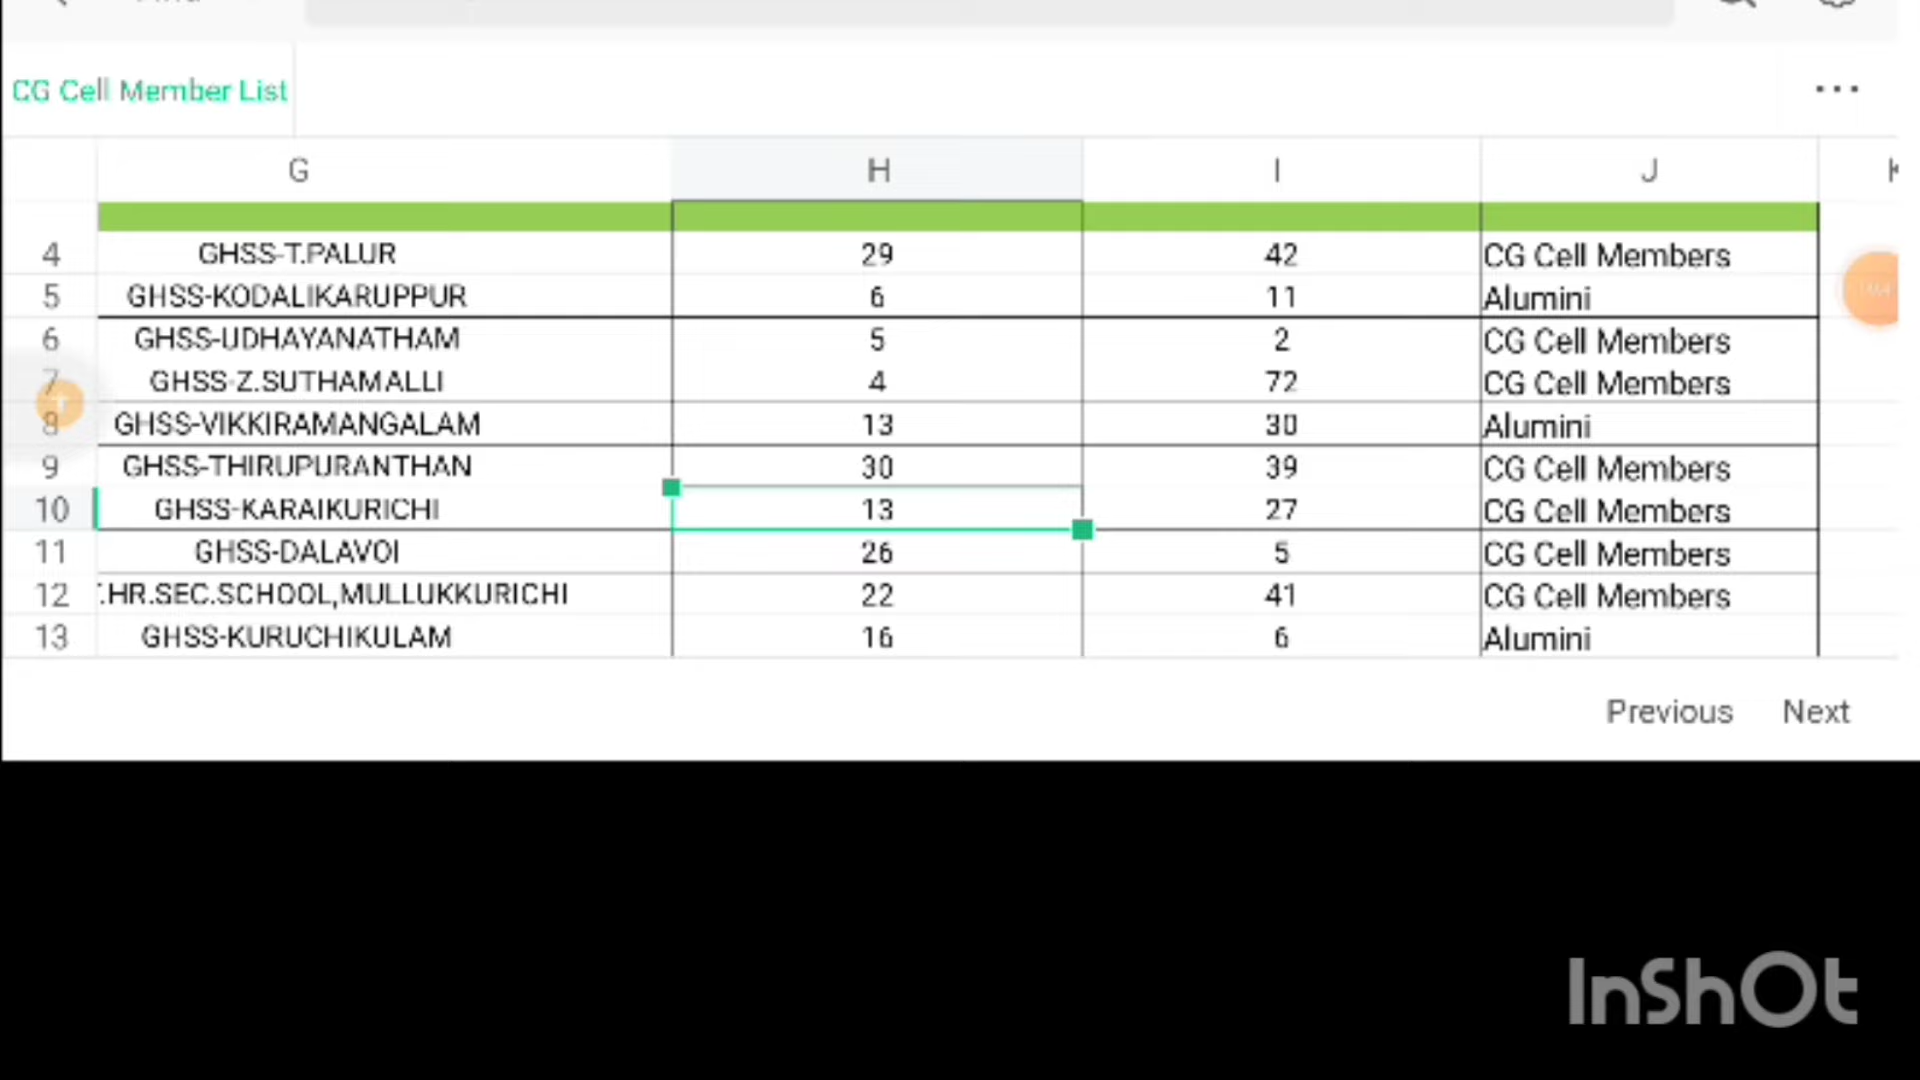 CG Cell Member List ...
G H I J
4 GHSS-T.PALUR 29 42 CG Cell Members
5 GHSS-KODALIKARUPPUR 6 11 Alumini
6 GHSS-UDHAYANATHAM 5 2 CG Cell Members
7 GHSS-Z.SUTHAMALLI 4 72 CG Cell Members
8 GHSS-VIKKIRAMANGALAM 13 30 Alumini
9 GHSS-THIRUPURANTHAN 30 39 CG Cell Members
10 GHSS-KARAIKURICHI 13 27 CG Cell Members
11 GHSS-DALAVOI 26 5 CG Cell Members
12 .HR.SEC.SCHOOL,MULLUKKURICHI 22 41 CG Cell Members
13 GHSS-KURUCHIKULAM 16 6 Alumini
Previous Next
InShOt